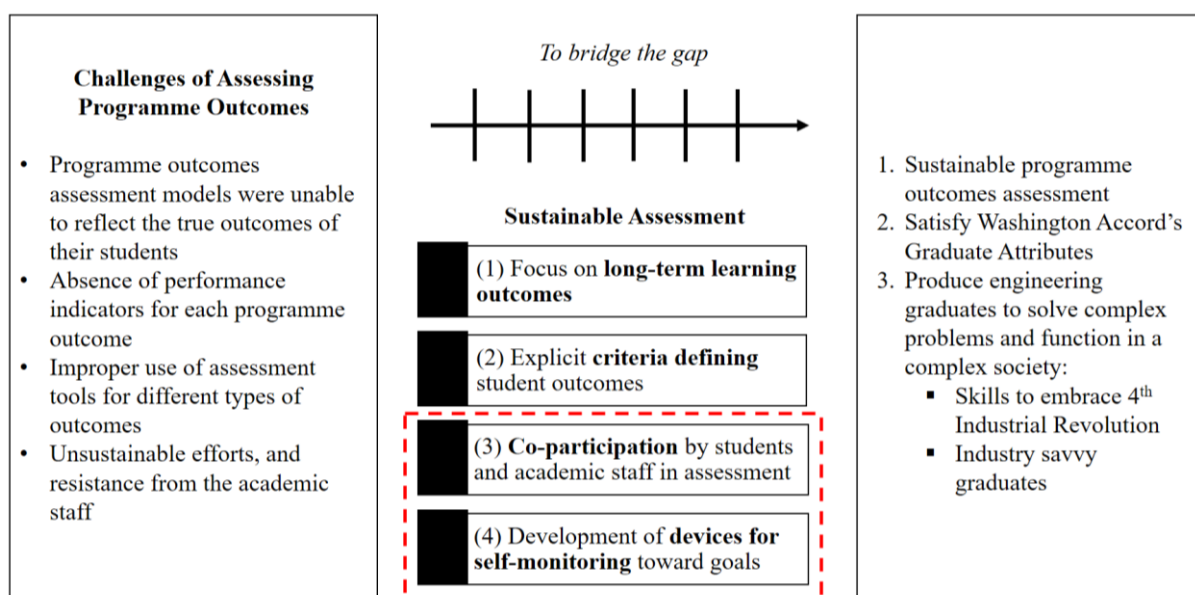 Challenges of Assessing
Programme Outcomes
• Programme outcomes
assessment models were unable
to reflect the true outcomes of
their students
• Absence of performance
indicators for each programme
outcome
• Improper use of assessment
tools for different types of
outcomes
• Unsustainable efforts, and
resistance from the academic
staff
To bridge the gap
Sustainable Assessment
(1) Focus on long-term learning
outcomes
(2) Explicit criteria defining
student outcomes
(3) Co-participation by students
and academic staff in assessment
(4) Development of devices for
self-monitoring toward goals
1. Sustainable programme
outcomes assessment
2. Satisfy Washington Accord's
Graduate Attributes
3. Produce engineering
graduates to solve complex
problems and function in a
complex society:
▪ Skills to embrace 4th
Industrial Revolution
▪ Industry savvy
graduates